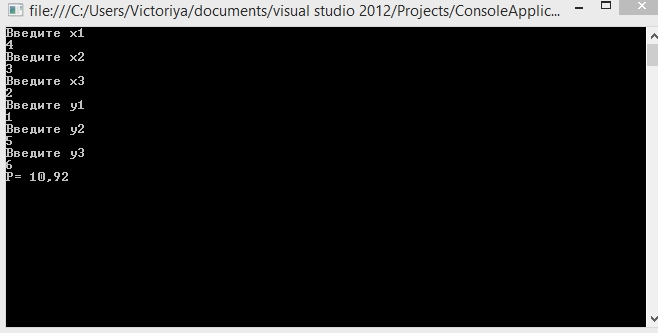 file:///C:/Users/Victoriya/documents/visual studio 2012/Projects/ConsoleApplic...
Введите x1
4
Введите x2
3
Введите x3
2
Введите y1
1
Введите y2
5
Введите y3
6
P= 10,92